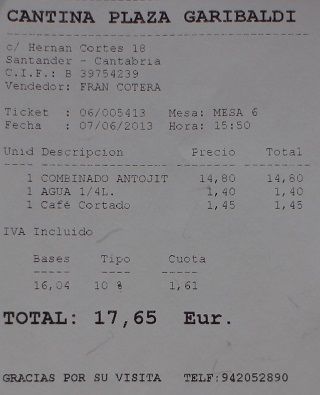 CANTINA PLAZA GARIBALDI
c/ Hernan Cortes 18
Santander - Cantabria
C.I.F.: B 39754239
Vendedor: FRAN COTERA
Ticket : 06/005413 Mesa: MESA 6
Fecha : 07/06/2013 Hora: 15:50
Unid Descripcion Precio Total
1 COMBINADO ANTOJIT 14,80 14,80
1 AGUA 1/4L. 1,40 1,40
1 Café Cortado 1,45 1,45
IVA Incluido
Bases Tipo Cuota
16,04 10 % 1,61
TOTAL: 17,65 Eur.
GRACIAS POR SU VISITA TELF:942052890